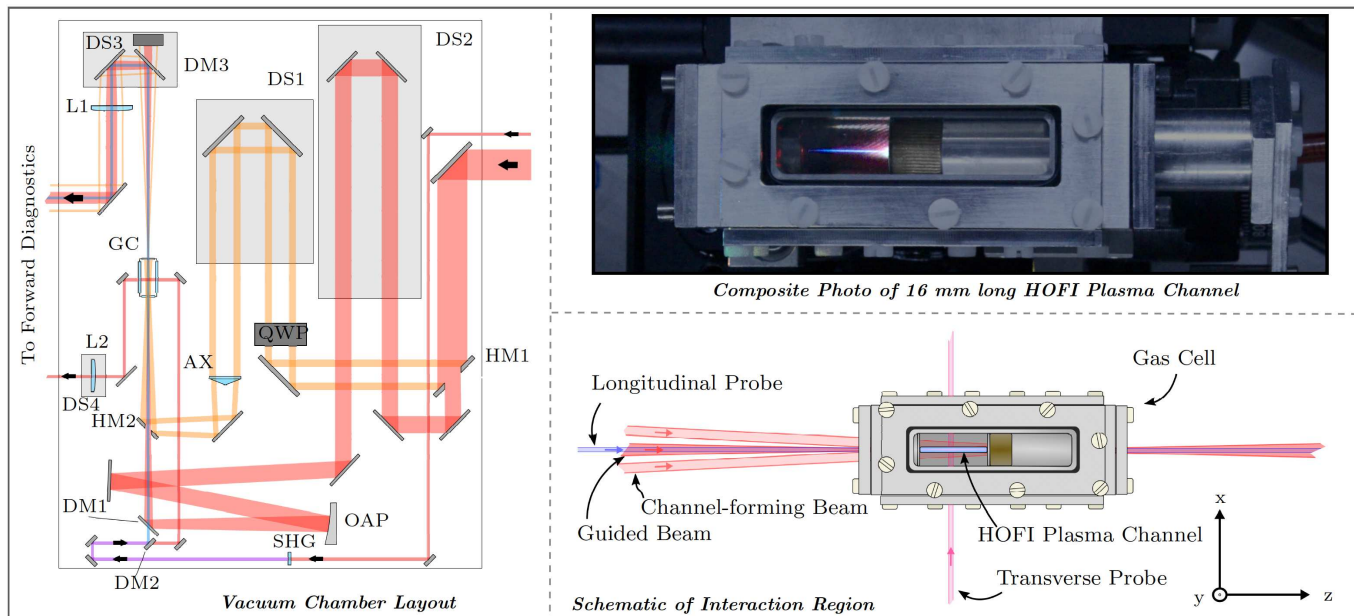 DS3
DS2
DM3
DS1
L1
To Forward Diagnostics
GC
QWP
L2
AX
HM1
DS4
HM2
DM1
OAP
SHG
DM2
Vacuum Chamber Layout
Composite Photo of 16 mm long HOFI Plasma Channel
Gas Cell
Longitudinal Probe
Channel-forming Beam
Guided Beam
HOFI Plasma Channel
Transverse Probe
x
y
z
Schematic of Interaction Region